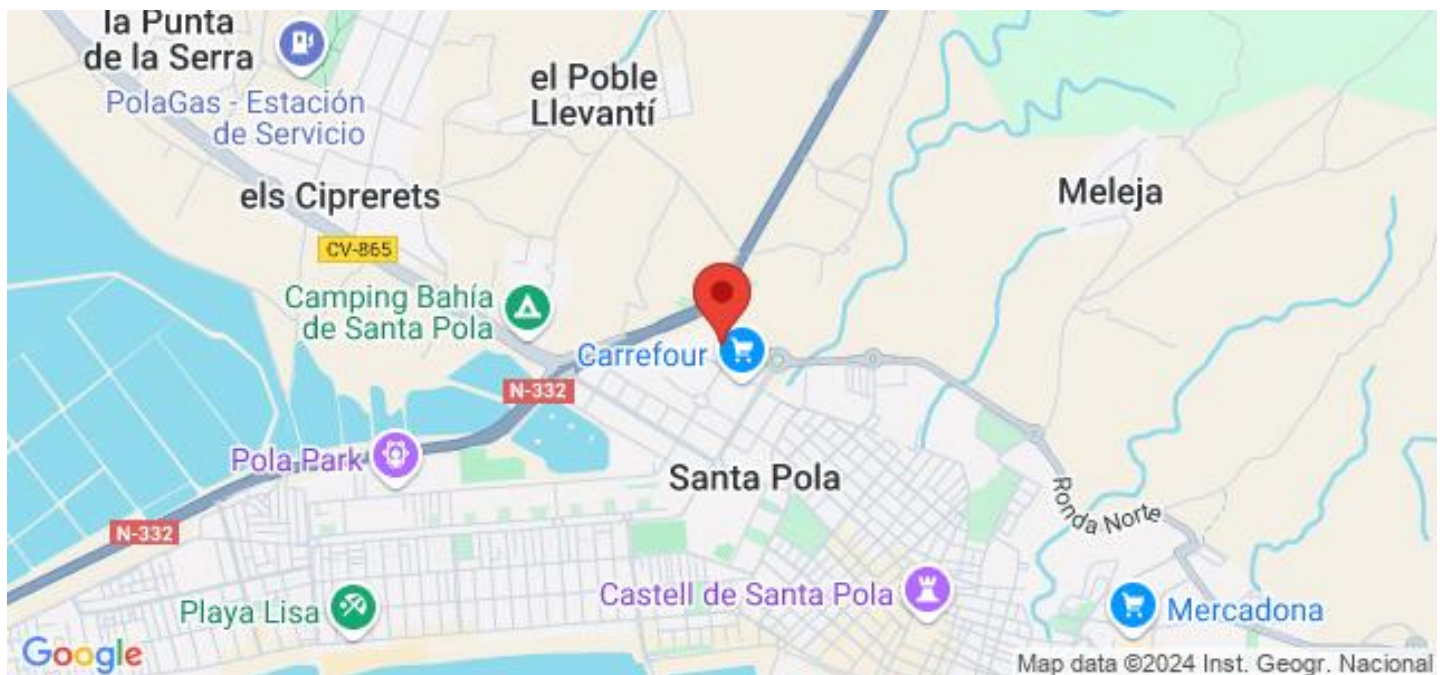 la Punta
de la Serra
PolaGas - Estación
de Servicio
el Poble
Llevantí
els Ciprerets
Meleja
CV-865
Camping Bahía
de Santa Pola
Carrefour
N-332
Pola Park
Santa Pola
Ronda Norte
N-332
Castell de Santa Pola
Playa Lisa
Mercadona
Google
Map data ©2024 Inst. Geogr. Nacional